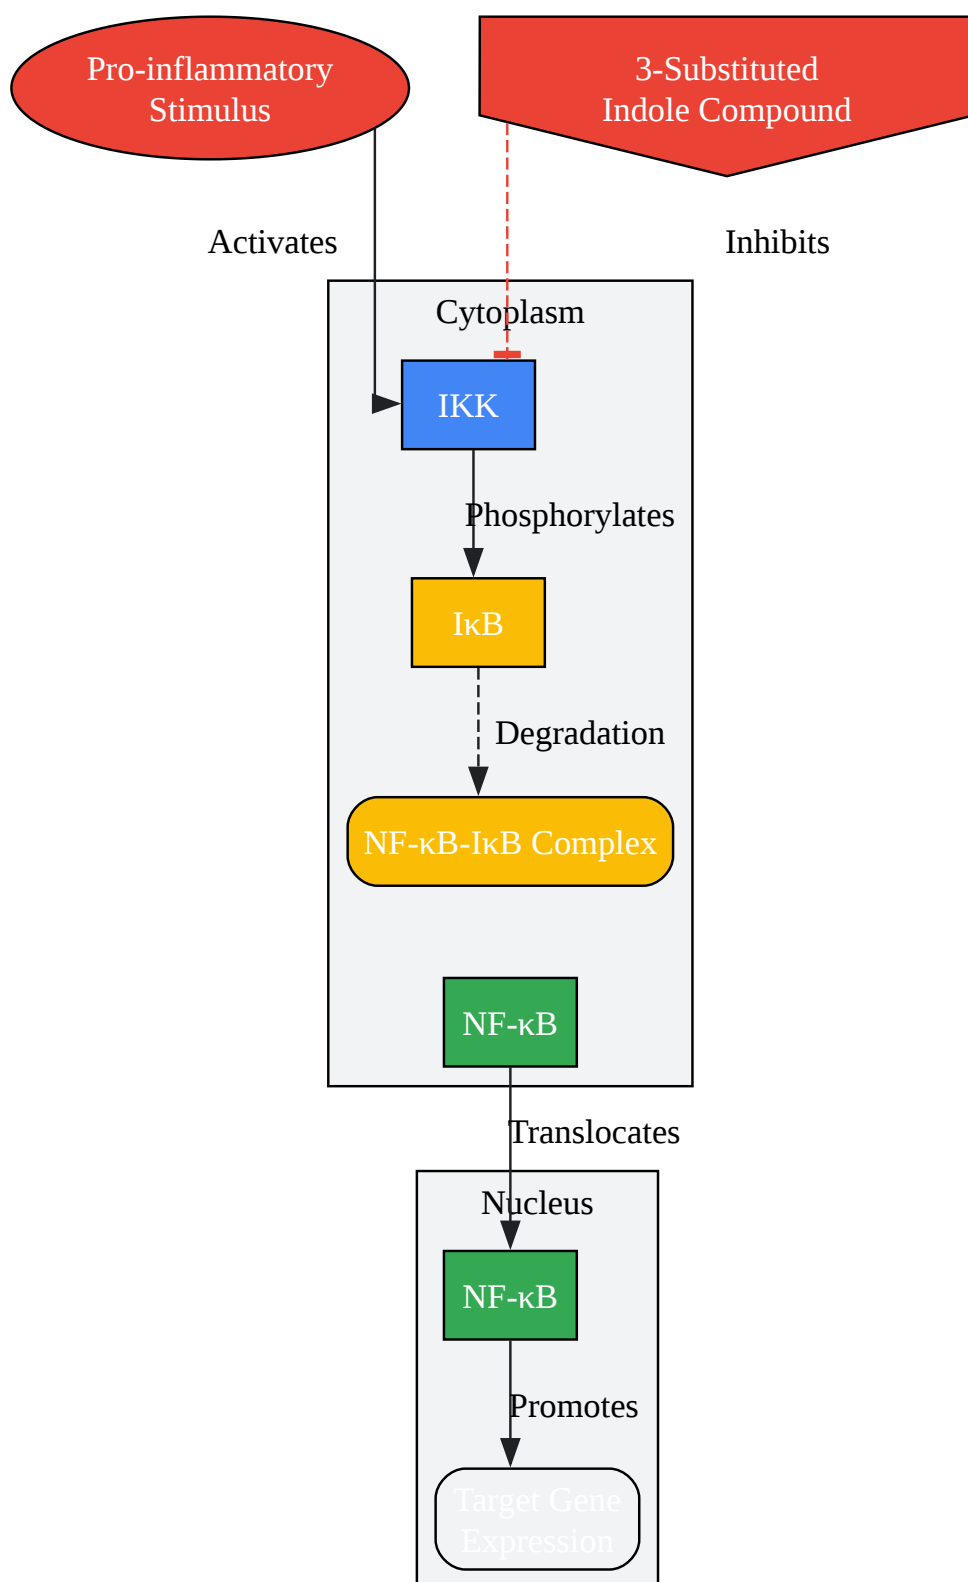 Pro-inflammatory
Stimulus
3-Substituted
Indole Compound
Activates
Inhibits
Cytoplasm
IKK
Phosphorylates
IκB
Degradation
NF-κB-IκB Complex
NF-κB
Translocates
Nucleus
NF-κB
Promotes
Target Gene
Expression